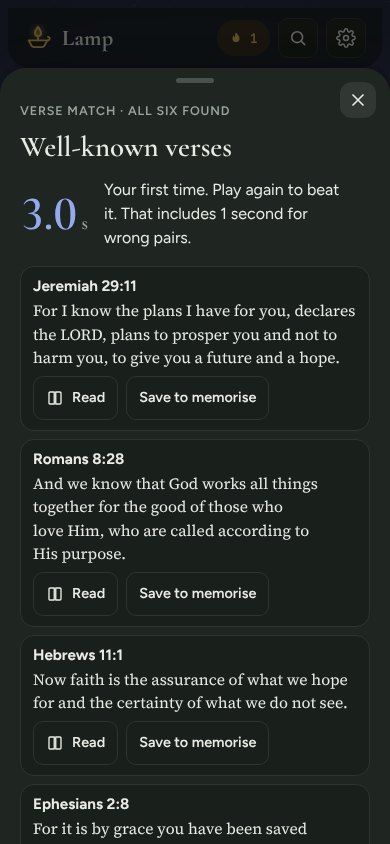 Lamp
1
VERSE MATCH · ALL SIX FOUND
Well-known verses
3.0 s
Your first time. Play again to beat
it. That includes 1 second for
wrong pairs.
Jeremiah 29:11
For I know the plans I have for you, declares
the LORD, plans to prosper you and not to
harm you, to give you a future and a hope.
Read
Save to memorise
Romans 8:28
And we know that God works all things
together for the good of those who
love Him, who are called according to
His purpose.
Read
Save to memorise
Hebrews 11:1
Now faith is the assurance of what we hope
for and the certainty of what we do not see.
Read
Save to memorise
Ephesians 2:8
For it is by grace you have been saved